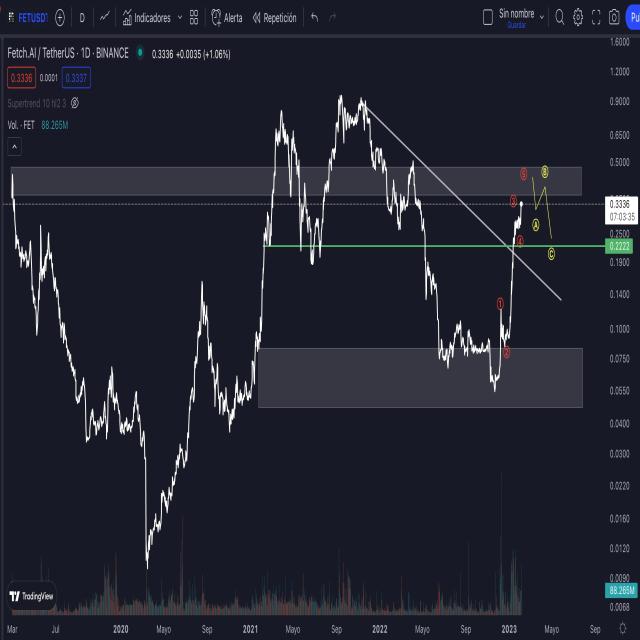 FETUSDT D Indicadores Alerta Repetición Sin nombre Guardar Pu
Fetch.AI / TetherUS · 1D · BINANCE 0.3336 +0.0035 (+1.06%)
0.3336 0.0001 0.3337
Supertrend 10 hl2 3
Vol. · FET 88.265M
1.6000
1.2000
0.9000
0.6500
0.5000
0.3336
07:03:35
0.2500
0.2223
0.1900
0.1400
0.1000
0.0750
0.0550
0.0400
0.0300
0.0220
0.0160
0.0120
0.0090
88.265M
0.0068
5
B
3
A
4
C
1
2
TradingView
Mar Jul 2020 Mayo Sep 2021 Mayo Sep 2022 Mayo Sep 2023 Mayo Sep